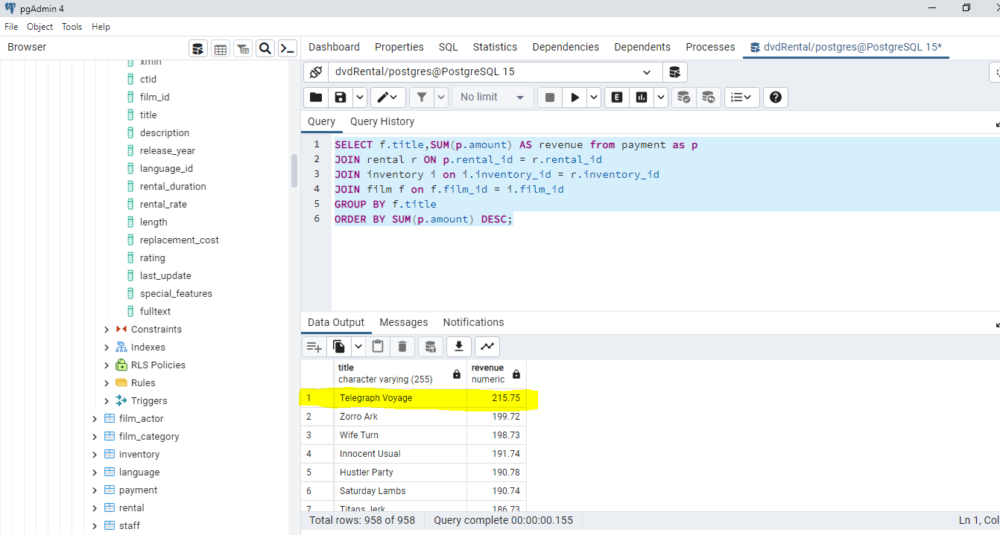 pgAdmin 4
File Object Tools Help
Browser
Dashboard Properties SQL Statistics Dependencies Dependents Processes dvdRental/postgres@PostgreSQL 15*
xmin
ctid
film_id
title
description
release_year
language_id
rental_duration
rental_rate
length
replacement_cost
rating
last_update
special_features
fulltext
Constraints
Indexes
RLS Policies
Rules
Triggers
film_actor
film_category
inventory
language
payment
rental
staff
dvdRental/postgres@PostgreSQL 15
No limit
E
Query Query History
1 SELECT f.title,SUM(p.amount) AS revenue from payment as p
2 JOIN rental r ON p.rental_id = r.rental_id
3 JOIN inventory i on i.inventory_id = r.inventory_id
4 JOIN film f on f.film_id = i.film_id
5 GROUP BY f.title
6 ORDER BY SUM(p.amount) DESC;
Data Output Messages Notifications
title revenue
character varying (255) numeric
1 Telegraph Voyage 215.75
2 Zorro Ark 199.72
3 Wife Turn 198.73
4 Innocent Usual 191.74
5 Hustler Party 190.78
6 Saturday Lambs 190.74
7 Titans Jerk 186.73
Total rows: 958 of 958 Query complete 00:00:00.155 Ln 1, Col